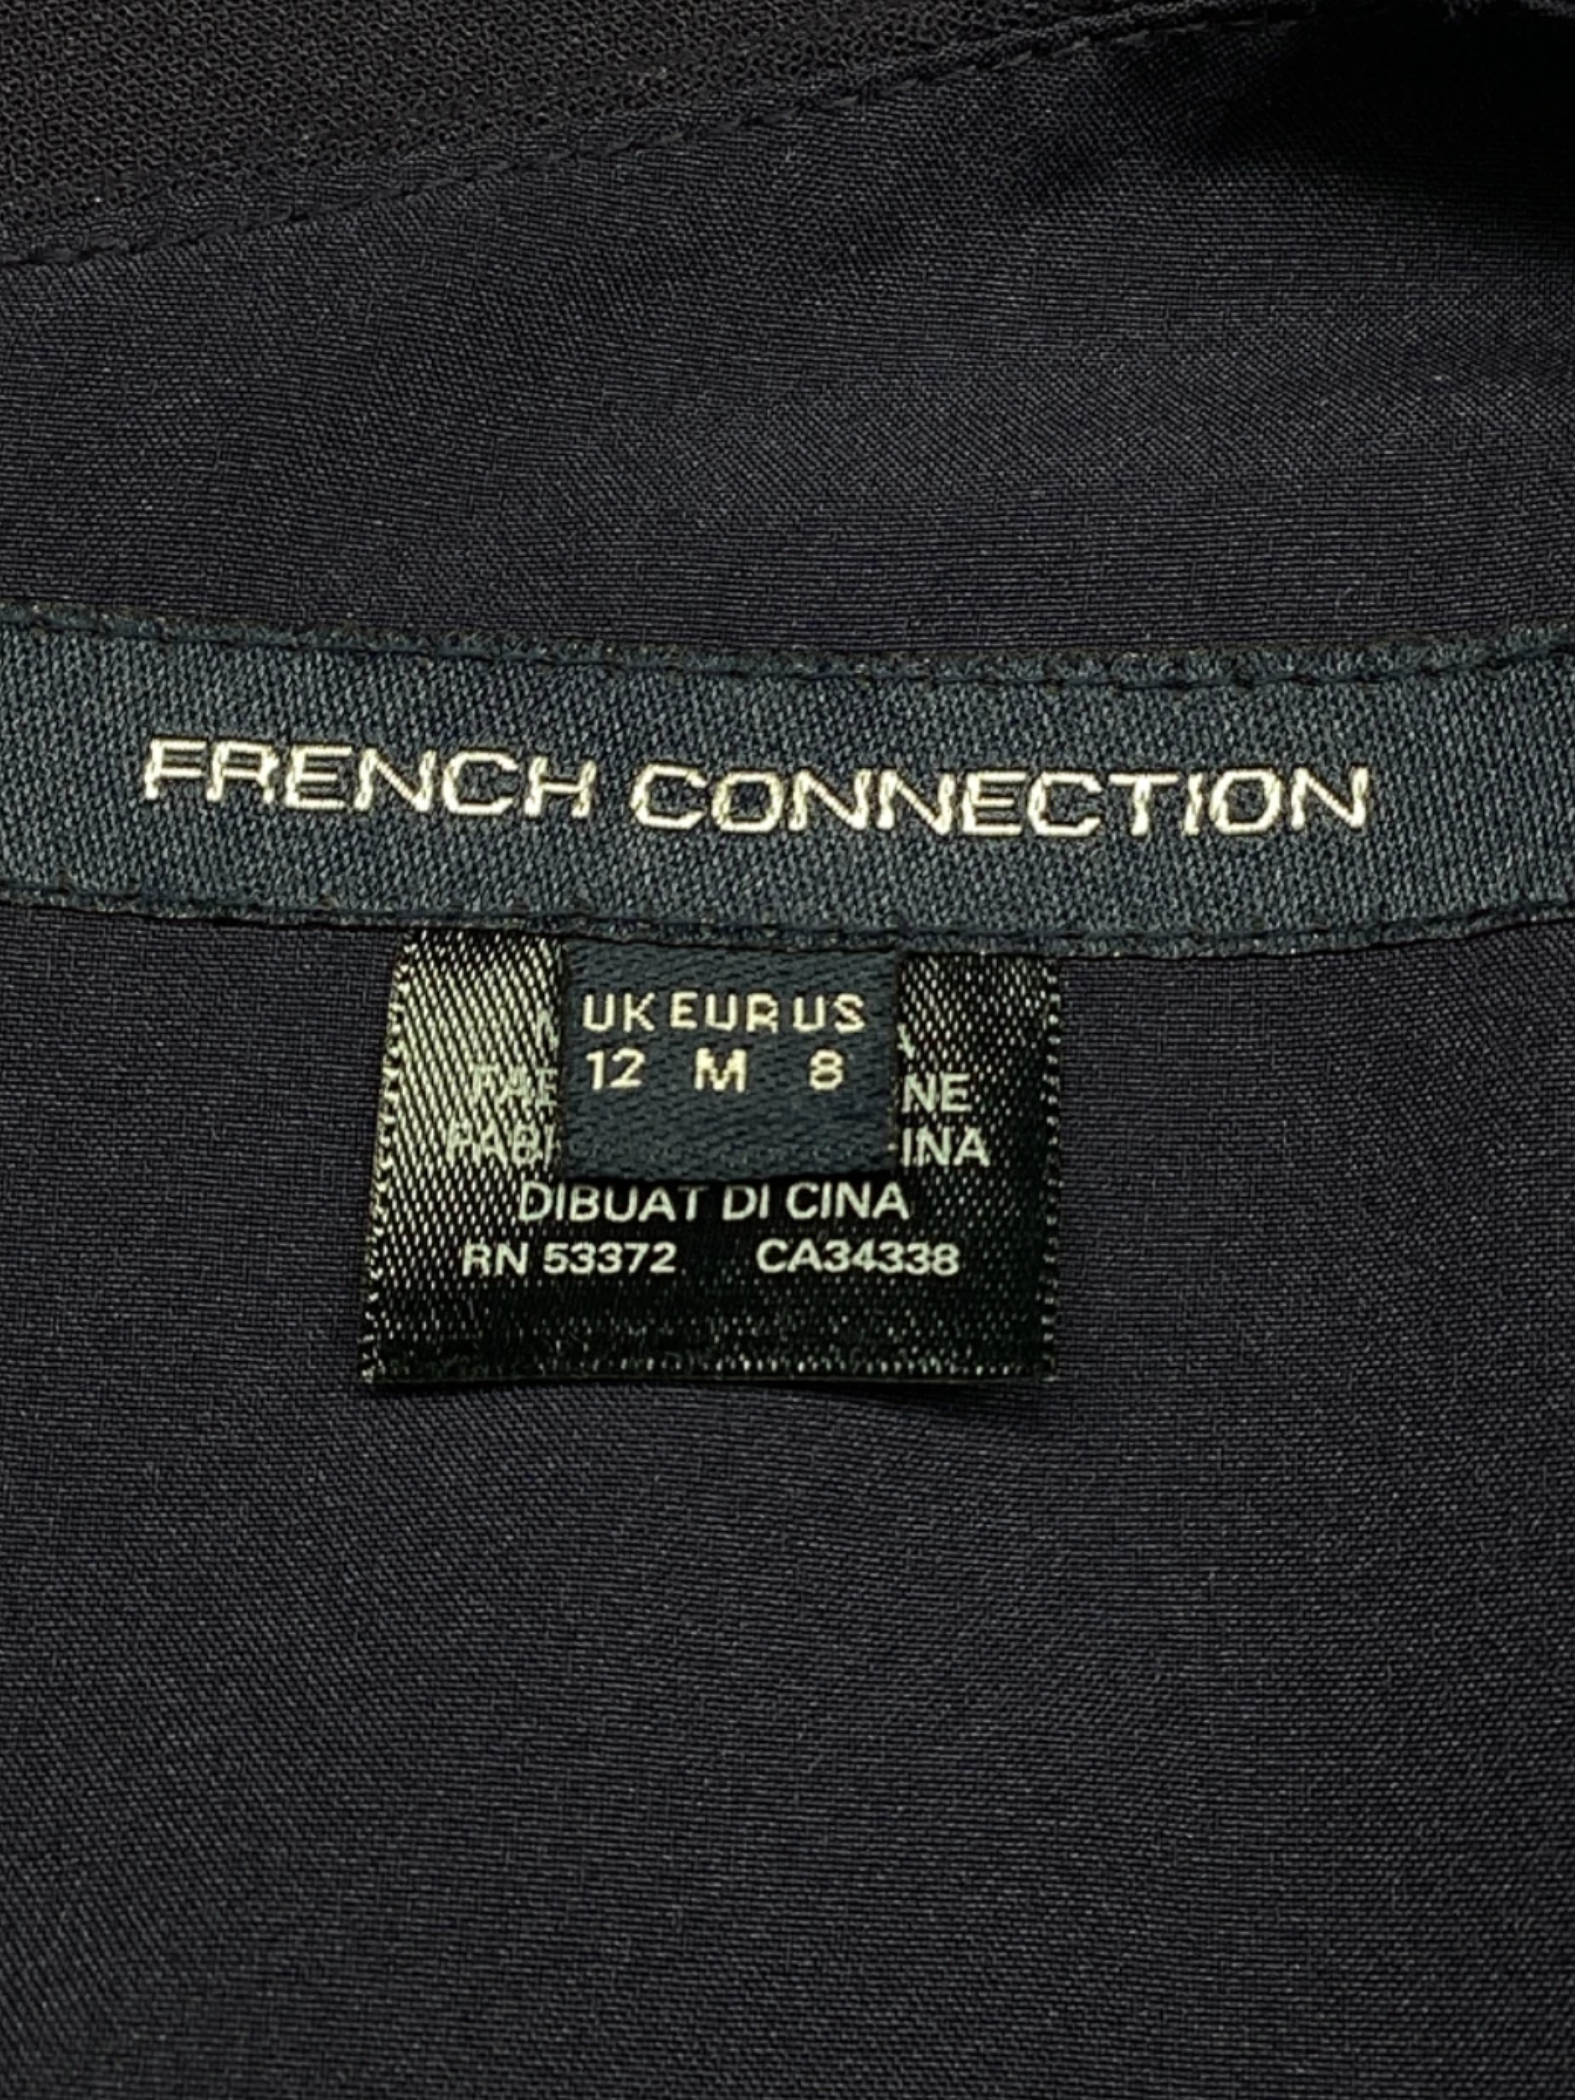 FRENCH CONNECTION
UK EUR US
12 M 8
DIBUAT DI CINA
RN 53372 CA34338